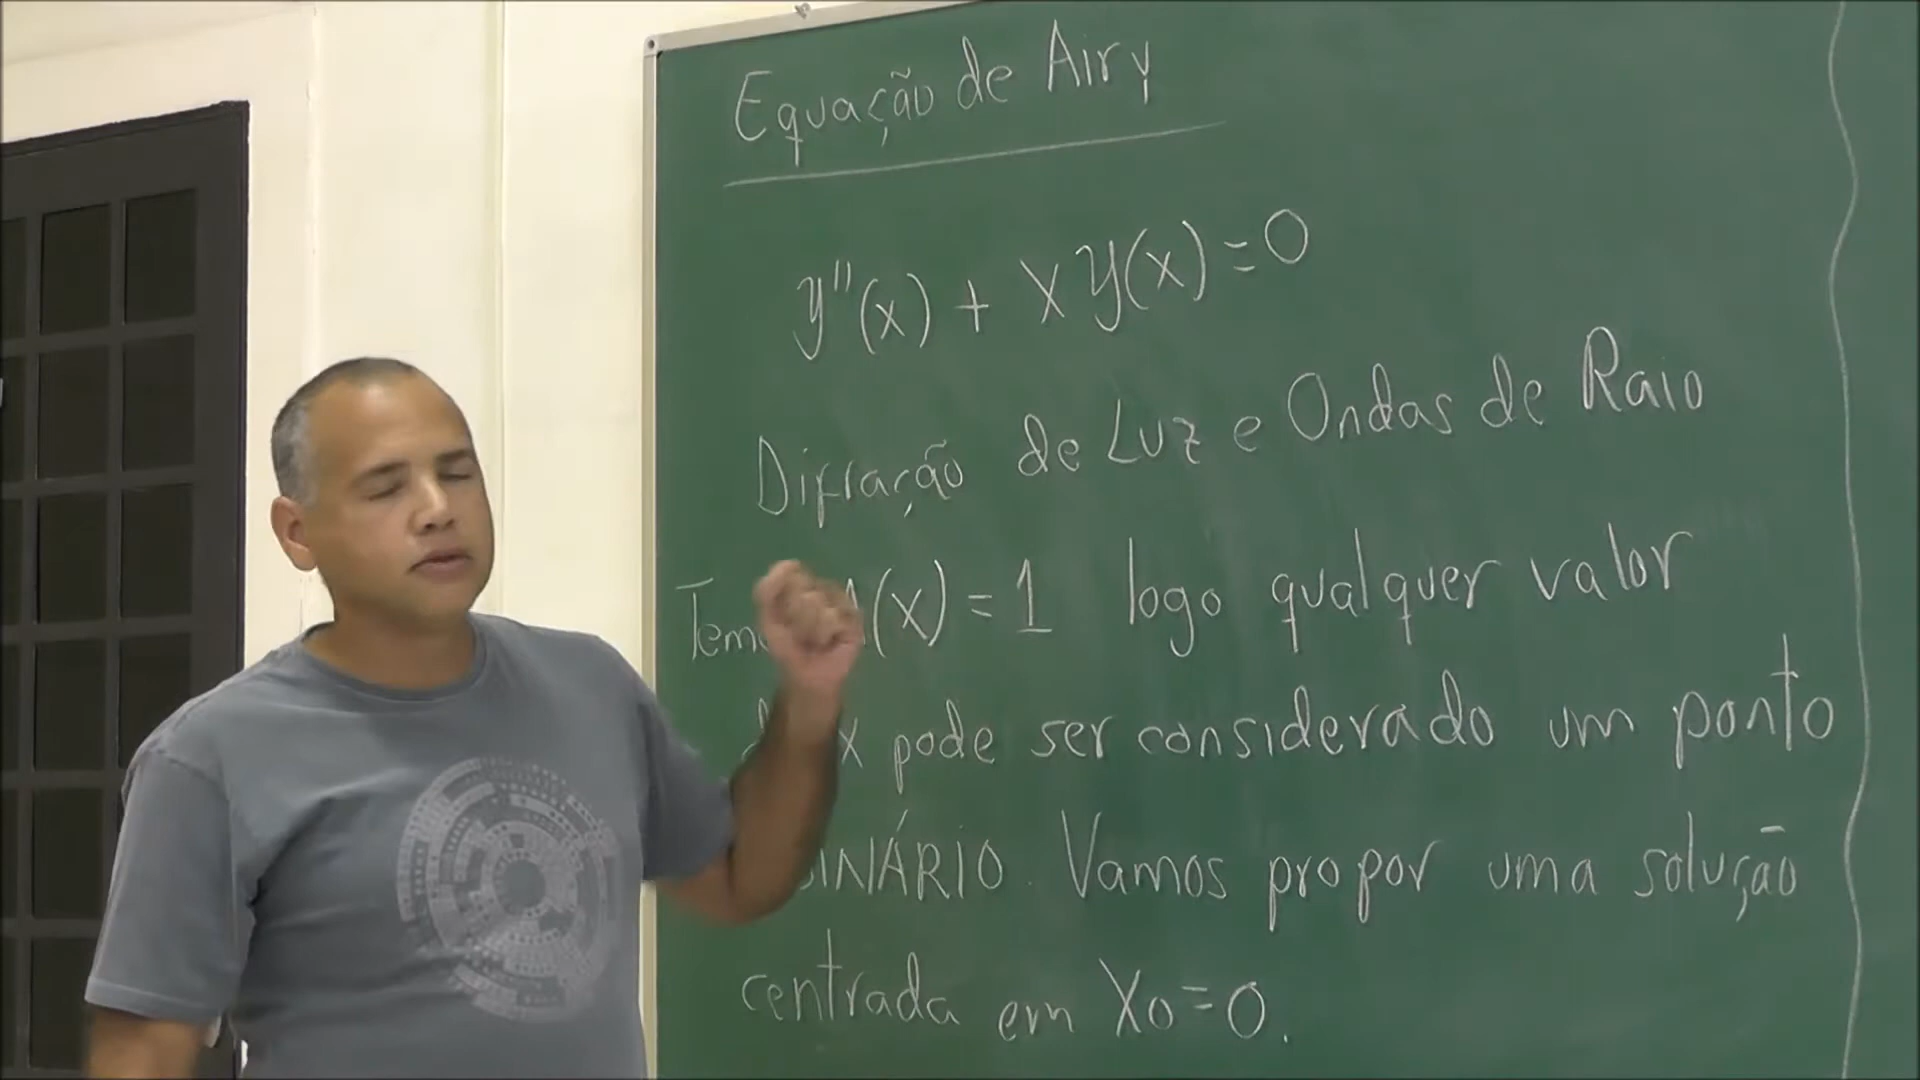 Equação de Airy
y"(x) + x y(x) = 0
Difração de Luz e Ondas de Raio
(x) = 1 logo qualquer valor
x pode ser considerado um ponto
INÁRIO. Vamos propor uma solução
centrada em X0=0.